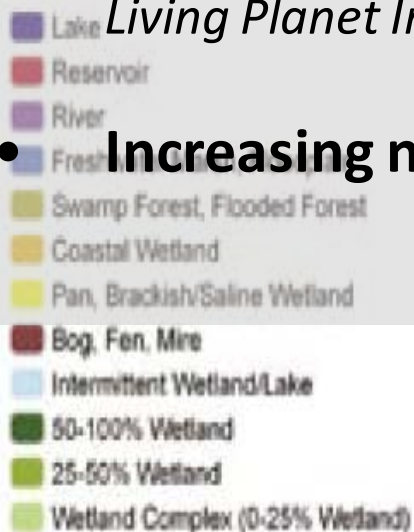 Living Planet In
Lake
Reservoir
River
• Increasing n
Freshwater
Swamp Forest, Flooded Forest
Coastal Wetland
Pan, Brackish/Saline Wetland
Bog, Fen, Mire
Intermittent Wetland/Lake
50-100% Wetland
25-50% Wetland
Wetland Complex (0-25% Wetland)